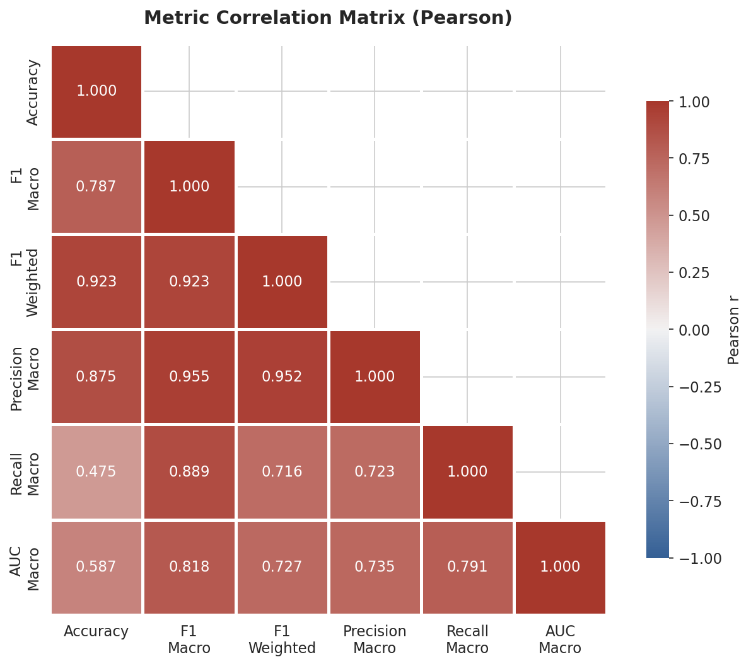 Metric Correlation Matrix (Pearson)
Accuracy
1.000
F1
Macro
0.787
1.000
F1
Weighted
0.923
0.923
1.000
Precision
Macro
0.875
0.955
0.952
1.000
Recall
Macro
0.475
0.889
0.716
0.723
1.000
AUC
Macro
0.587
0.818
0.727
0.735
0.791
1.000
Accuracy
F1
Macro
F1
Weighted
Precision
Macro
Recall
Macro
AUC
Macro
1.00
0.75
0.50
0.25
0.00
−0.25
−0.50
−0.75
−1.00
Pearson r